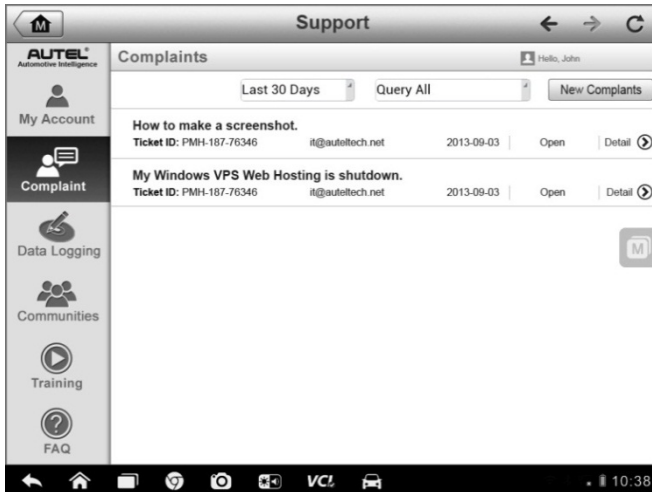 Support
AUTEL®
Automotive Intelligence
Complaints
Hello, John
Last 30 Days
Query All
New Complants
My Account
How to make a screenshot.
Ticket ID: PMH-187-76346 it@auteltech.net 2013-09-03 Open Detail
Complaint
My Windows VPS Web Hosting is shutdown.
Ticket ID: PMH-187-76346 it@auteltech.net 2013-09-03 Open Detail
Data Logging
M
Communities
Training
FAQ
VCI
10:38